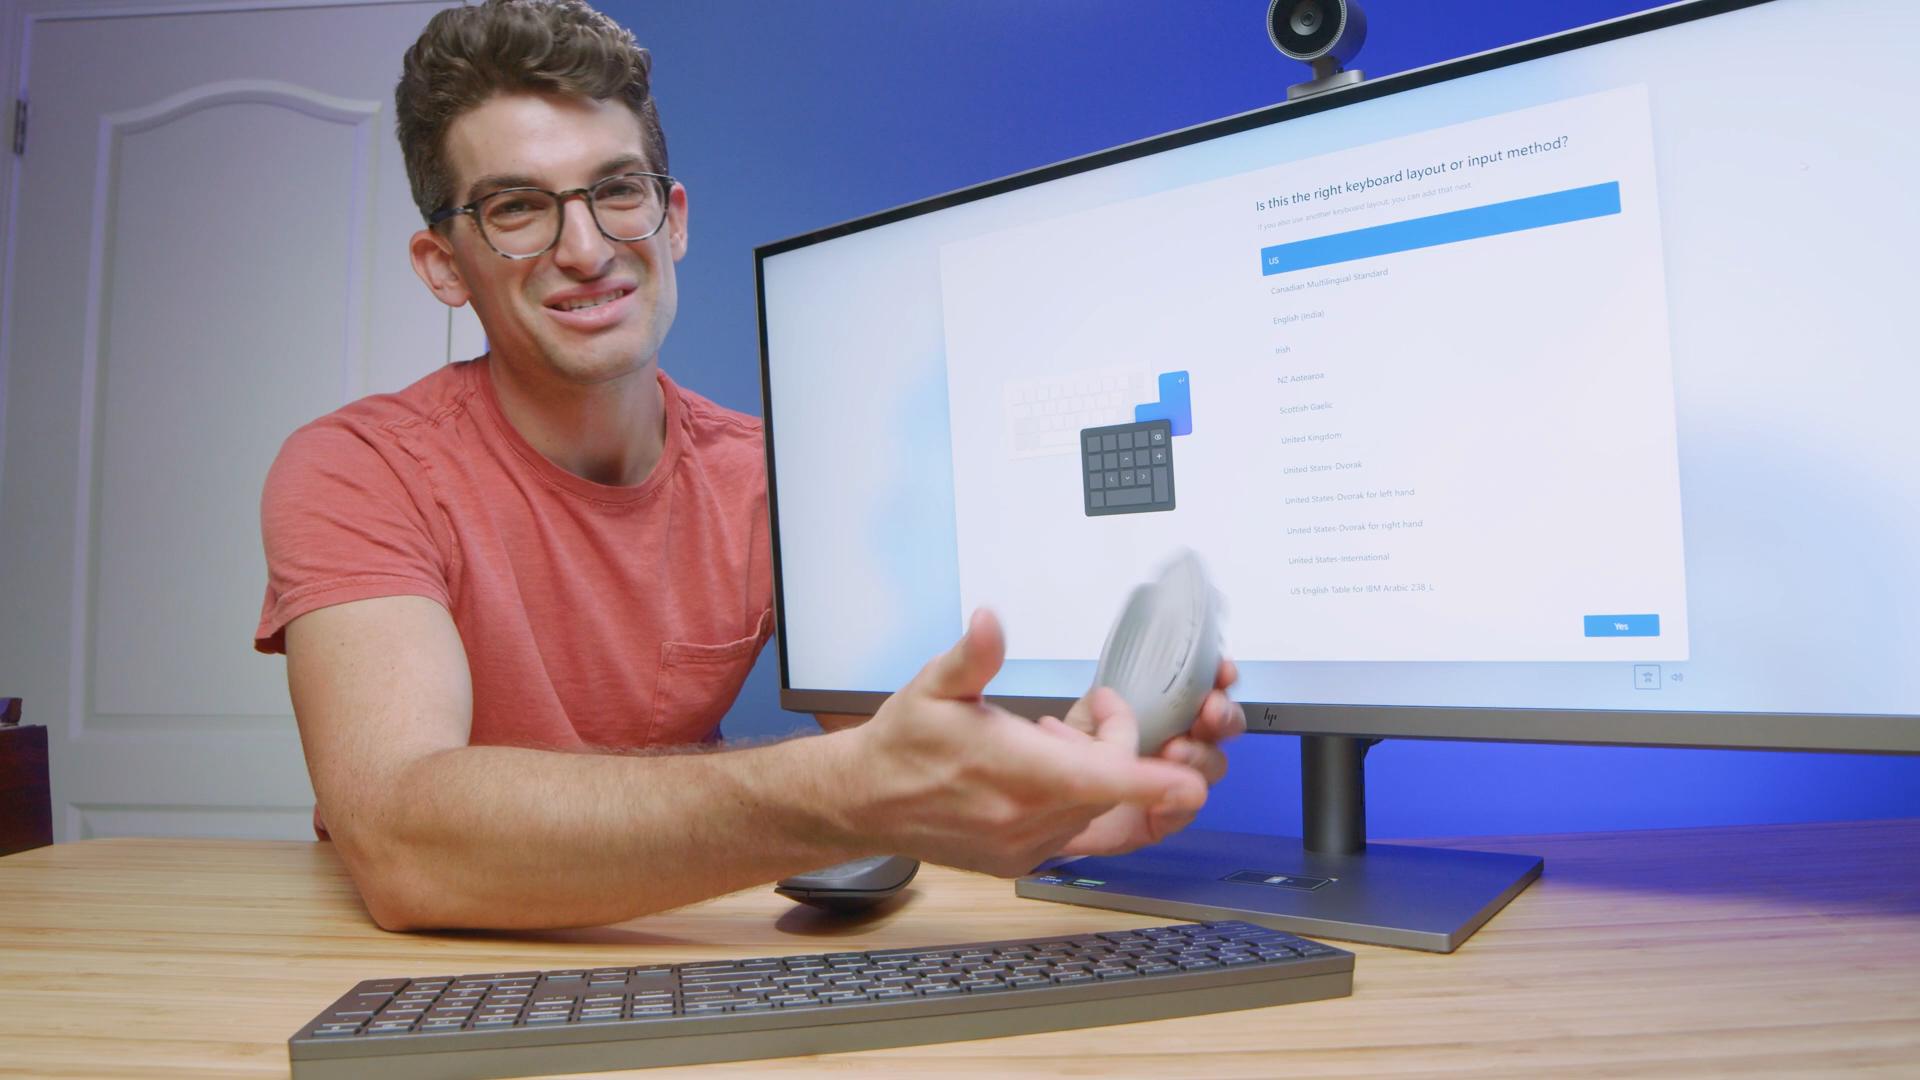 Is this the right keyboard layout or input method?
If you also use another keyboard layout, you can add that next.
US
Canadian Multilingual Standard
English (India)
Irish
NZ Aotearoa
Scottish Gaelic
United Kingdom
United States-Dvorak
United States-Dvorak for left hand
United States-Dvorak for right hand
United States-International
US English Table for IBM Arabic 238_L
Yes
hp